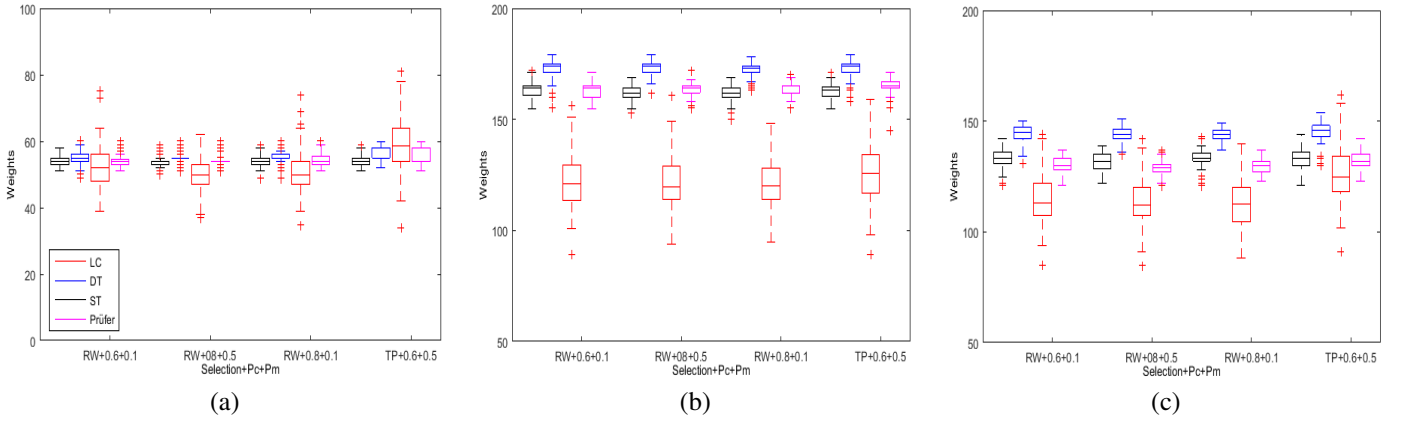 100
80
60
40
20
0
Weights
LC
DT
ST
Prüfer
RW+0.6+0.1
RW+08+0.5
RW+0.8+0.1
TP+0.6+0.5
Selection+Pc+Pm
(a)
200
150
100
50
Weights
RW+0.6+0.1
RW+08+0.5
RW+0.8+0.1
TP+0.6+0.5
Selection+Pc+Pm
(b)
200
150
100
50
Weights
RW+0.6+0.1
RW+08+0.5
RW+0.8+0.1
TP+0.6+0.5
Selection+Pc+Pm
(c)